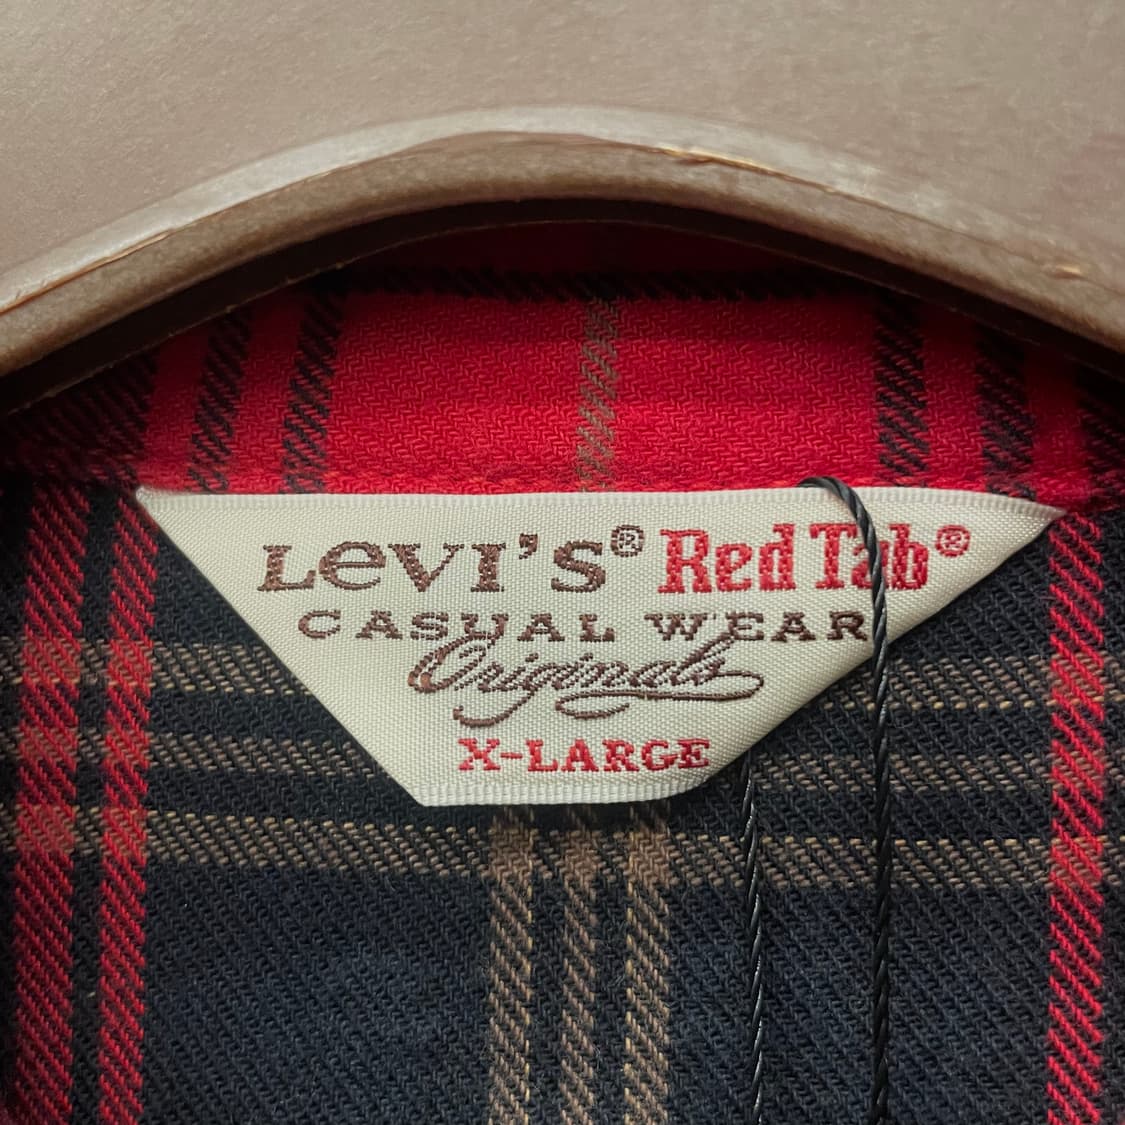 Levi's® Red Tab®
CASUAL WEAR
Originals
X-LARGE